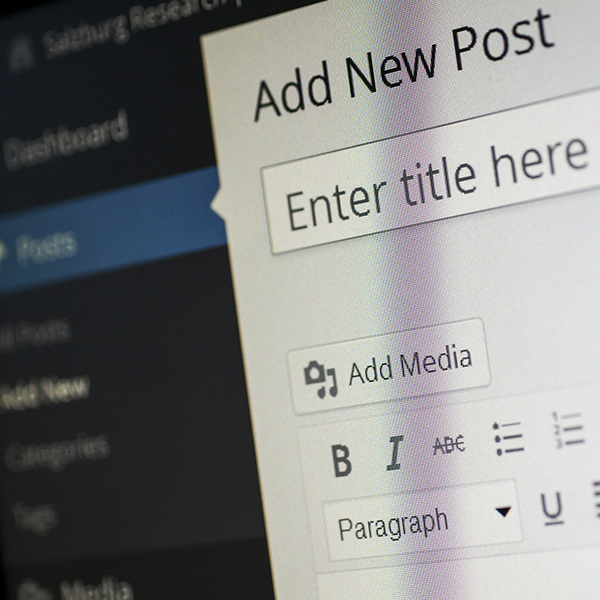 Salzburg Research
Dashboard
Posts
All Posts
Add New
Categories
Tags
Media
Add New Post
Enter title here
Add Media
B I ABC
Paragraph U